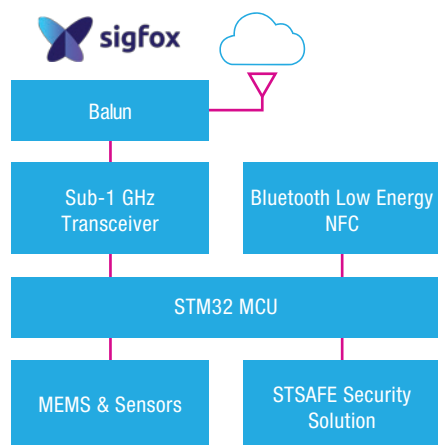 sigfox
Balun
Sub-1 GHz
Transceiver
Bluetooth Low Energy
NFC
STM32 MCU
MEMS & Sensors
STSAFE Security
Solution